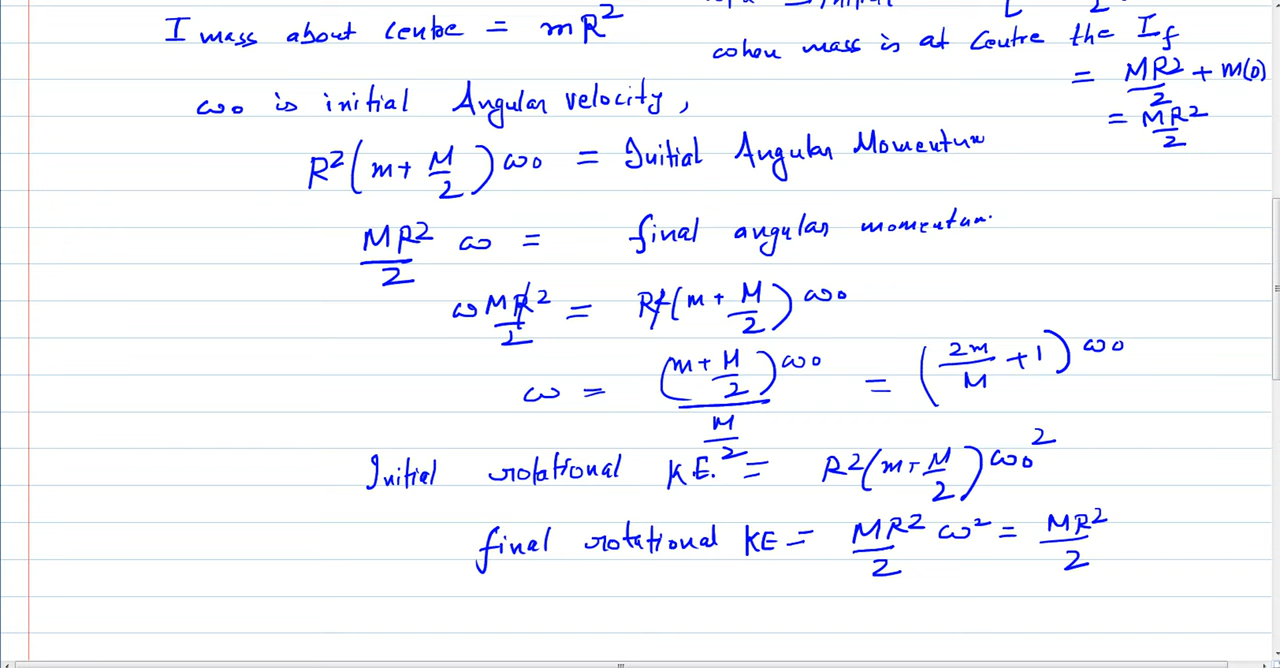 I mass about centre = mR²
when mass is at Centre the I_f
= MR²/2 + m(0)
= MR²/2
ω₀ is initial Angular velocity,
R²(m + M/2) ω₀ = Initial Angular Momentum
MR²/2 ω = final angular momentum.
ω MR²/2 = R²(m + M/2) ω₀
ω = (m + M/2) ω₀ / (M/2) = (2m/M + 1) ω₀
Initial rotational K.E. = R²(m + M/2) ω₀²
final rotational KE = MR²/2 ω² = MR²/2